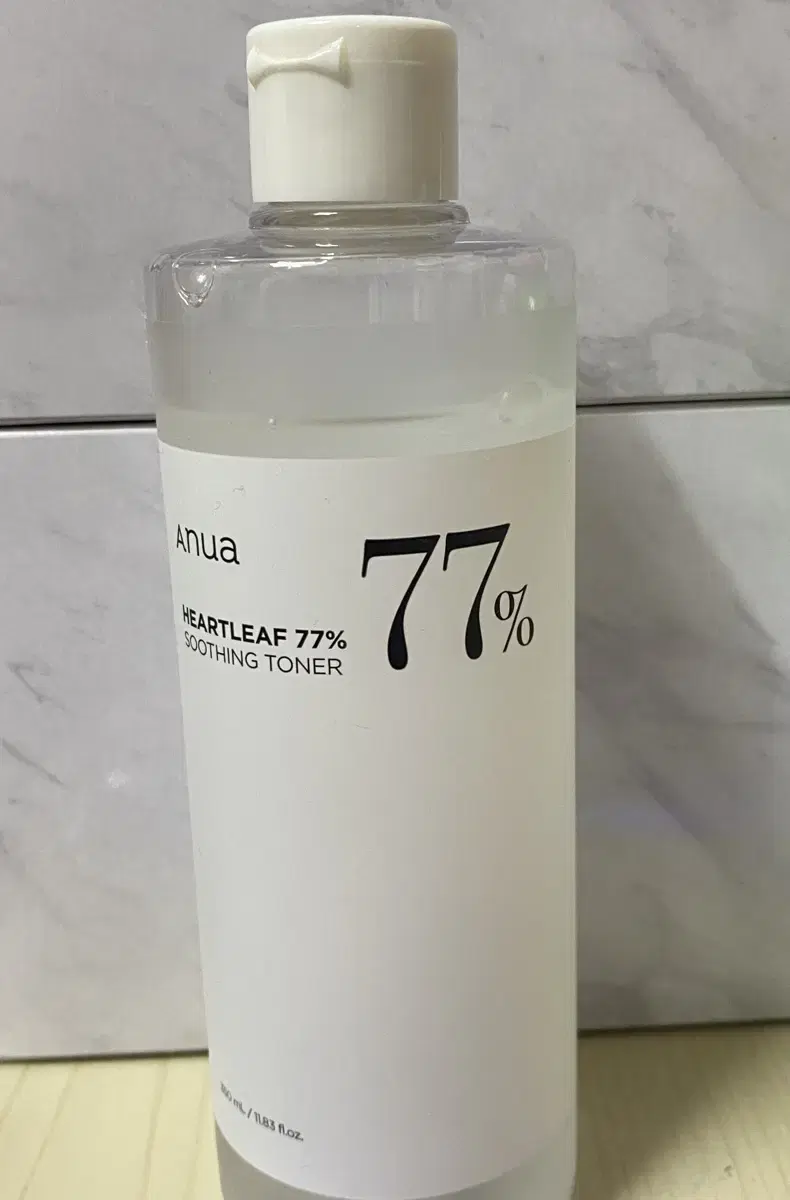 Anua
77%
HEARTLEAF 77%
SOOTHING TONER
350 mL / 11.83 fl.oz.